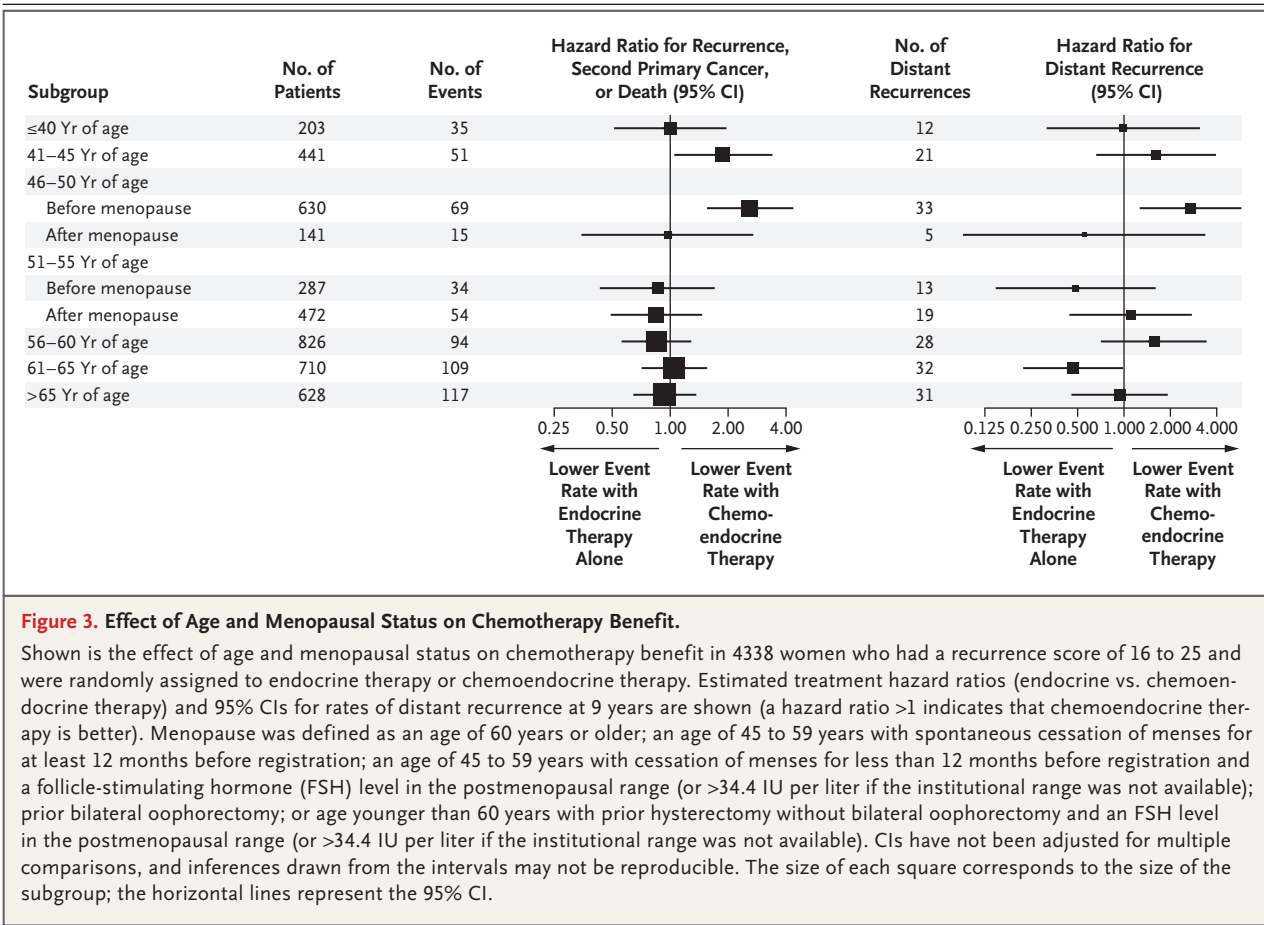 Subgroup
No. of
Patients
No. of
Events
Hazard Ratio for Recurrence,
Second Primary Cancer,
or Death (95% CI)
No. of
Distant
Recurrences
Hazard Ratio for
Distant Recurrence
(95% CI)
≤40 Yr of age 203 35 12
41–45 Yr of age 441 51 21
46–50 Yr of age
Before menopause 630 69 33
After menopause 141 15 5
51–55 Yr of age
Before menopause 287 34 13
After menopause 472 54 19
56–60 Yr of age 826 94 28
61–65 Yr of age 710 109 32
>65 Yr of age 628 117 31
0.25 0.50 1.00 2.00 4.00
0.125 0.250 0.500 1.000 2.000 4.000
Lower Event
Rate with
Endocrine
Therapy
Alone
Lower Event
Rate with
Chemo-
endocrine
Therapy
Lower Event
Rate with
Endocrine
Therapy
Alone
Lower Event
Rate with
Chemo-
endocrine
Therapy
Figure 3. Effect of Age and Menopausal Status on Chemotherapy Benefit.
Shown is the effect of age and menopausal status on chemotherapy benefit in 4338 women who had a recurrence score of 16 to 25 and
were randomly assigned to endocrine therapy or chemoendocrine therapy. Estimated treatment hazard ratios (endocrine vs. chemoen-
docrine therapy) and 95% CIs for rates of distant recurrence at 9 years are shown (a hazard ratio >1 indicates that chemoendocrine ther-
apy is better). Menopause was defined as an age of 60 years or older; an age of 45 to 59 years with spontaneous cessation of menses for
at least 12 months before registration; an age of 45 to 59 years with cessation of menses for less than 12 months before registration and
a follicle-stimulating hormone (FSH) level in the postmenopausal range (or >34.4 IU per liter if the institutional range was not available);
prior bilateral oophorectomy; or age younger than 60 years with prior hysterectomy without bilateral oophorectomy and an FSH level
in the postmenopausal range (or >34.4 IU per liter if the institutional range was not available). CIs have not been adjusted for multiple
comparisons, and inferences drawn from the intervals may not be reproducible. The size of each square corresponds to the size of the
subgroup; the horizontal lines represent the 95% CI.